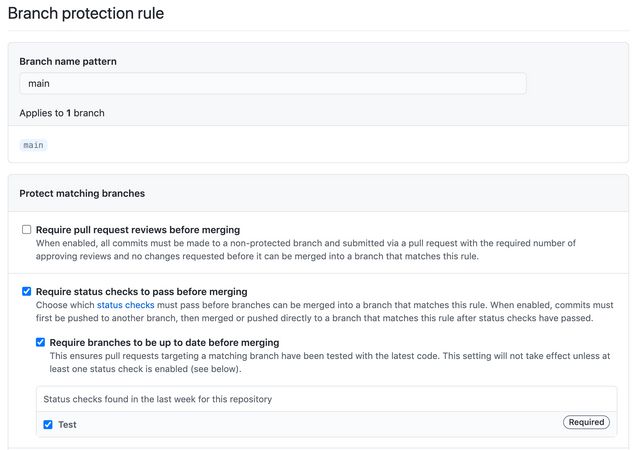 Branch protection rule
Branch name pattern
main
Applies to 1 branch
main
Protect matching branches
Require pull request reviews before merging
When enabled, all commits must be made to a non-protected branch and submitted via a pull request with the required number of
approving reviews and no changes requested before it can be merged into a branch that matches this rule.
Require status checks to pass before merging
Choose which status checks must pass before branches can be merged into a branch that matches this rule. When enabled, commits must
first be pushed to another branch, then merged or pushed directly to a branch that matches this rule after status checks have passed.
Require branches to be up to date before merging
This ensures pull requests targeting a matching branch have been tested with the latest code. This setting will not take effect unless at
least one status check is enabled (see below).
Status checks found in the last week for this repository
Test Required